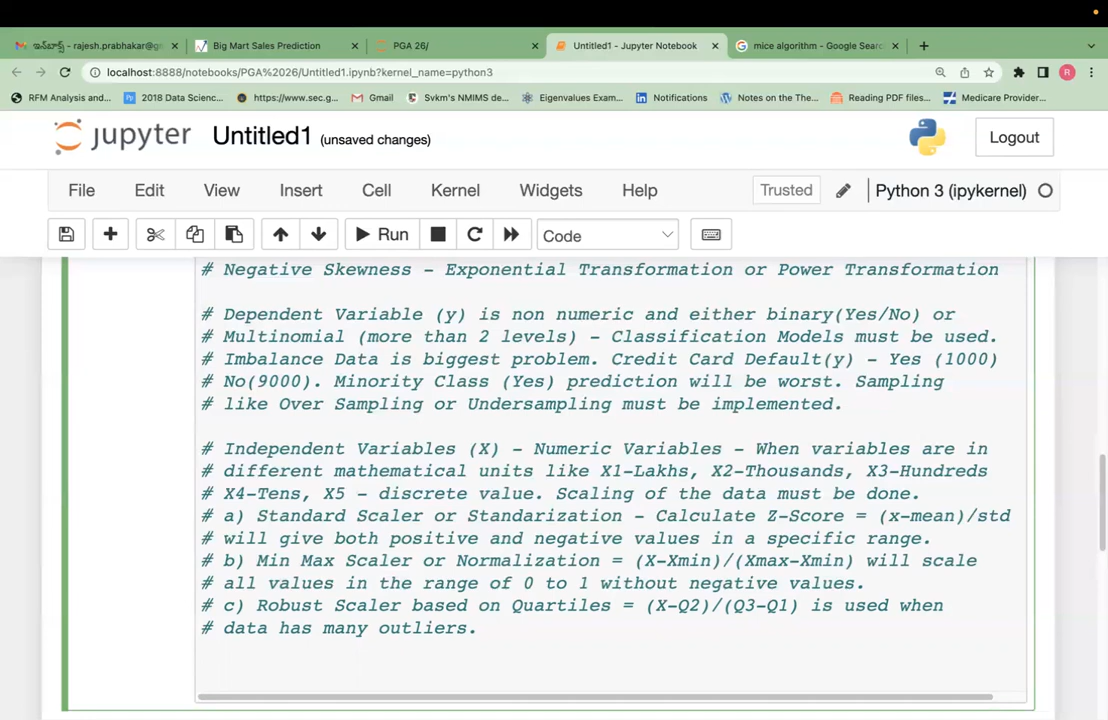 ఇన్‌బాక్స్ - rajesh.prabhakar@g
Big Mart Sales Prediction
PGA 26/
Untitled1 - Jupyter Notebook
mice algorithm - Google Searc
localhost:8888/notebooks/PGA%2026/Untitled1.ipynb?kernel_name=python3
R
RFM Analysis and...
2018 Data Scienc...
https://www.sec.g...
Gmail
Svkm's NMIMS de...
Eigenvalues Exam...
Notifications
Notes on the The...
Reading PDF files...
Medicare Provider...
jupyter Untitled1 (unsaved changes)
Logout
File Edit View Insert Cell Kernel Widgets Help
Trusted
Python 3 (ipykernel)
Run
Code
# Negative Skewness - Exponential Transformation or Power Transformation
# Dependent Variable (y) is non numeric and either binary(Yes/No) or
# Multinomial (more than 2 levels) - Classification Models must be used.
# Imbalance Data is biggest problem. Credit Card Default(y) - Yes (1000)
# No(9000). Minority Class (Yes) prediction will be worst. Sampling
# like Over Sampling or Undersampling must be implemented.
# Independent Variables (X) - Numeric Variables - When variables are in
# different mathematical units like X1-Lakhs, X2-Thousands, X3-Hundreds
# X4-Tens, X5 - discrete value. Scaling of the data must be done.
# a) Standard Scaler or Standarization - Calculate Z-Score = (x-mean)/std
# will give both positive and negative values in a specific range.
# b) Min Max Scaler or Normalization = (X-Xmin)/(Xmax-Xmin) will scale
# all values in the range of 0 to 1 without negative values.
# c) Robust Scaler based on Quartiles = (X-Q2)/(Q3-Q1) is used when
# data has many outliers.